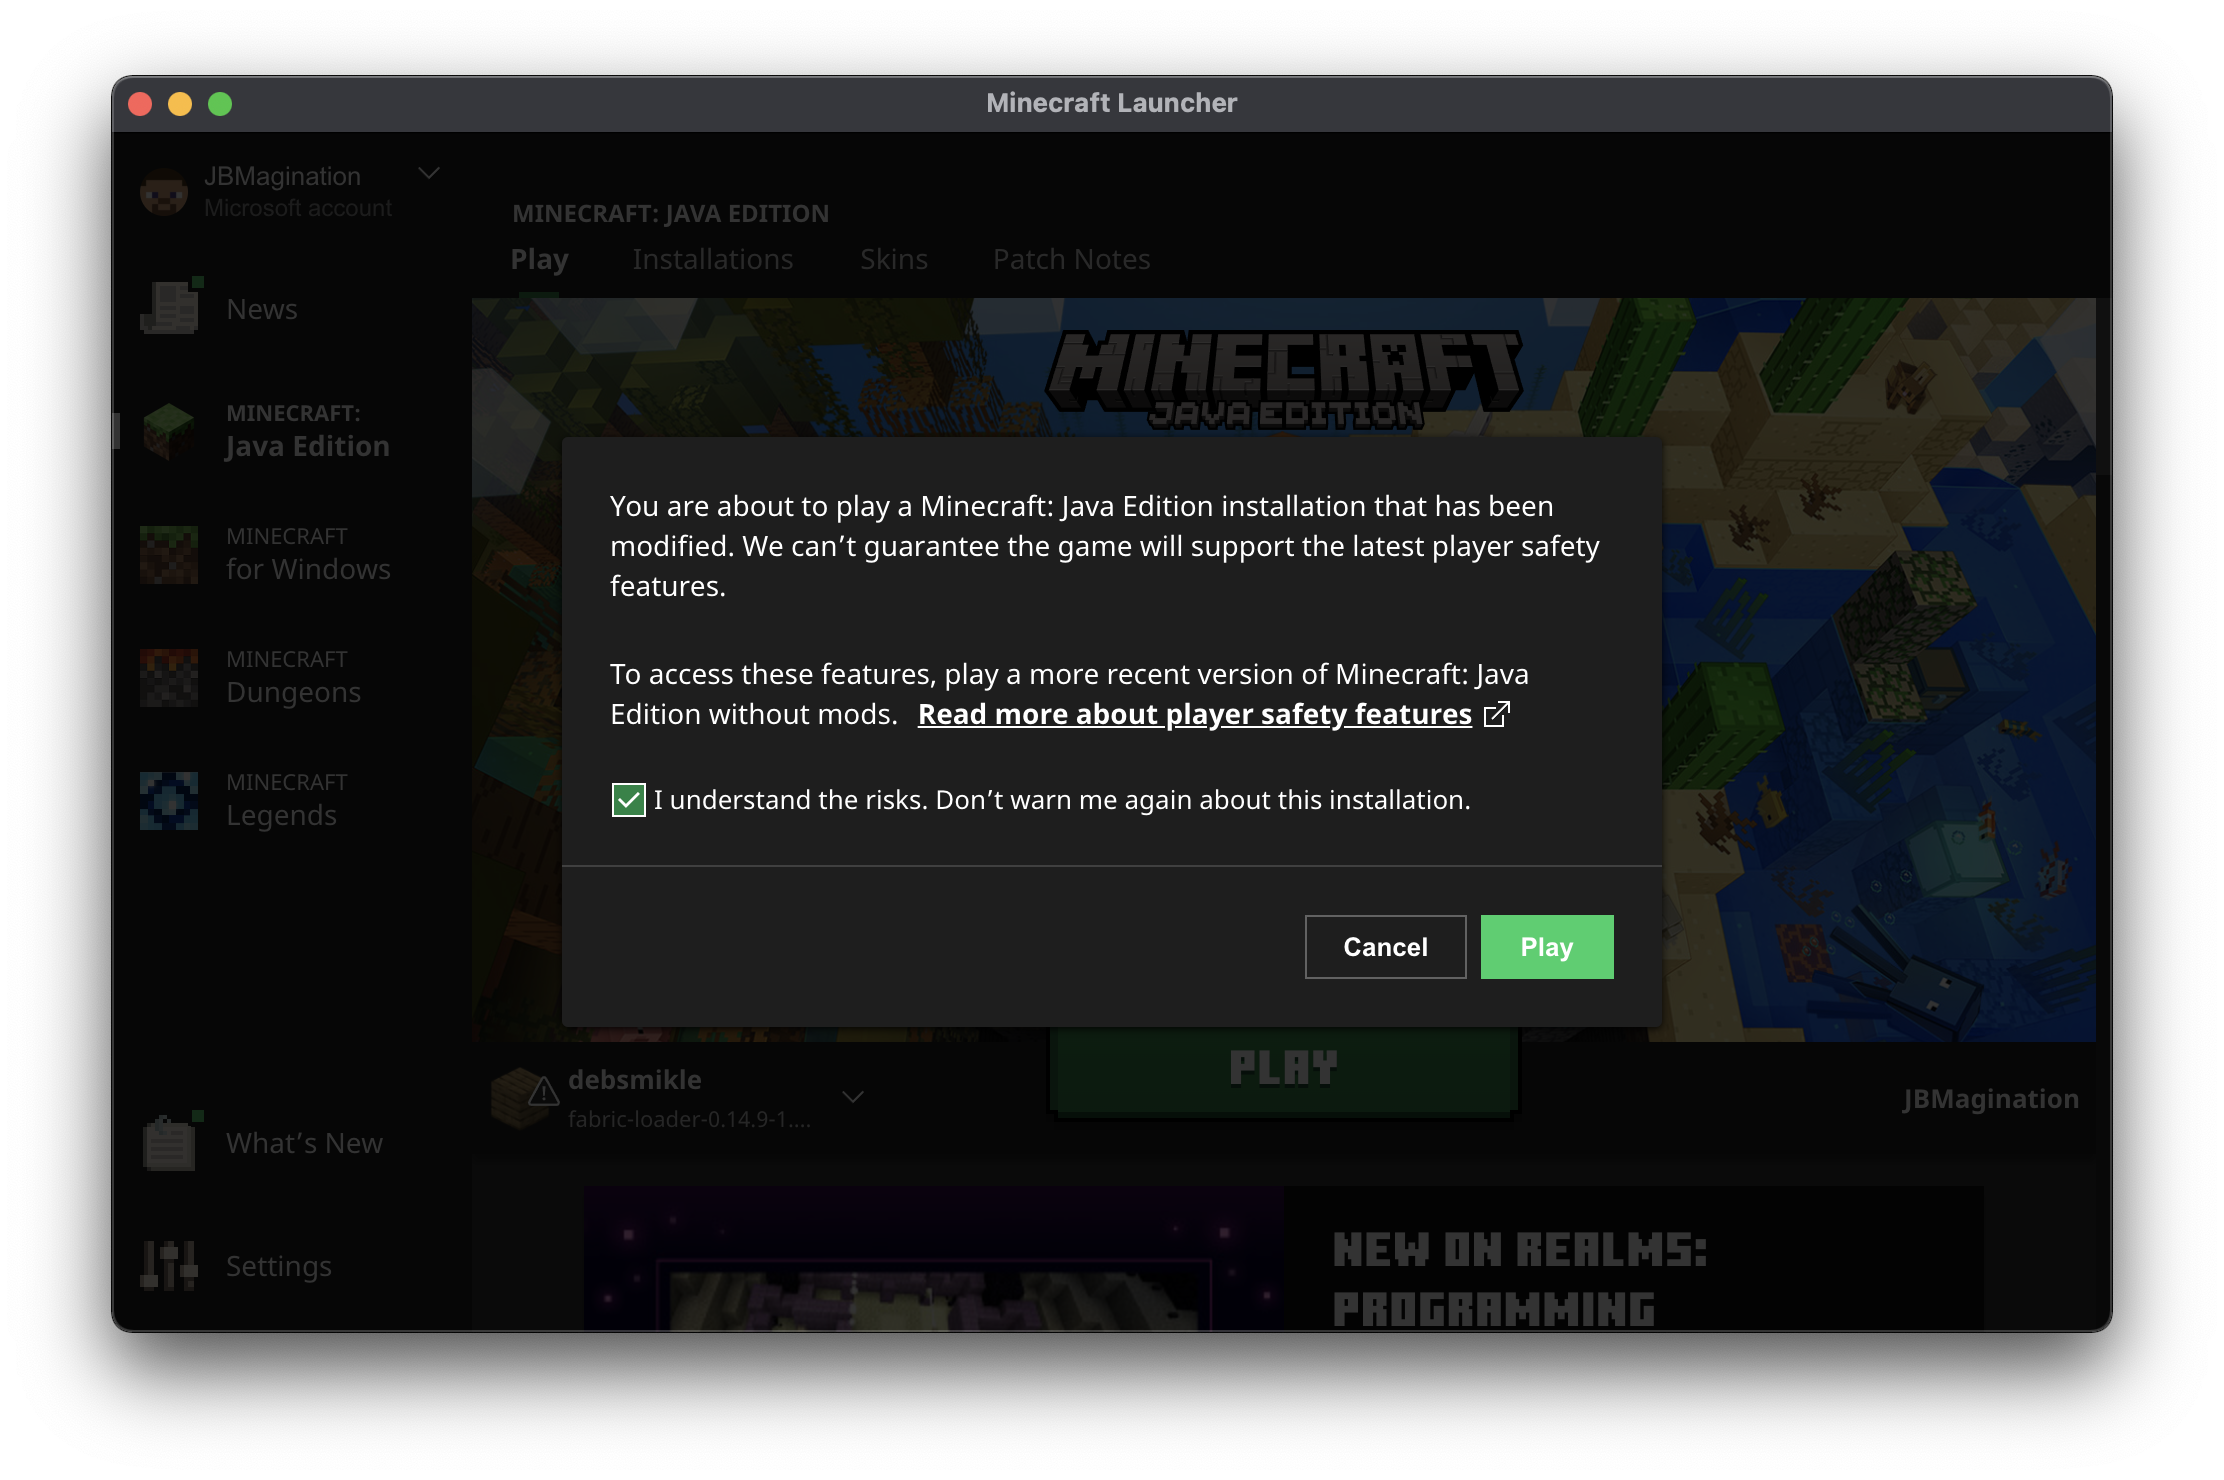 Minecraft Launcher
JBMagination
Microsoft account
News
MINECRAFT:
Java Edition
MINECRAFT
for Windows
MINECRAFT
Dungeons
MINECRAFT
Legends
What’s New
Settings
MINECRAFT: JAVA EDITION
Play Installations Skins Patch Notes
MINECRAFT
JAVA EDITION
You are about to play a Minecraft: Java Edition installation that has been
modified. We can’t guarantee the game will support the latest player safety
features.
To access these features, play a more recent version of Minecraft: Java
Edition without mods. Read more about player safety features
I understand the risks. Don’t warn me again about this installation.
Cancel Play
debsmikle
fabric-loader-0.14.9-1....
PLAY
JBMagination
NEW ON REALMS:
PROGRAMMING